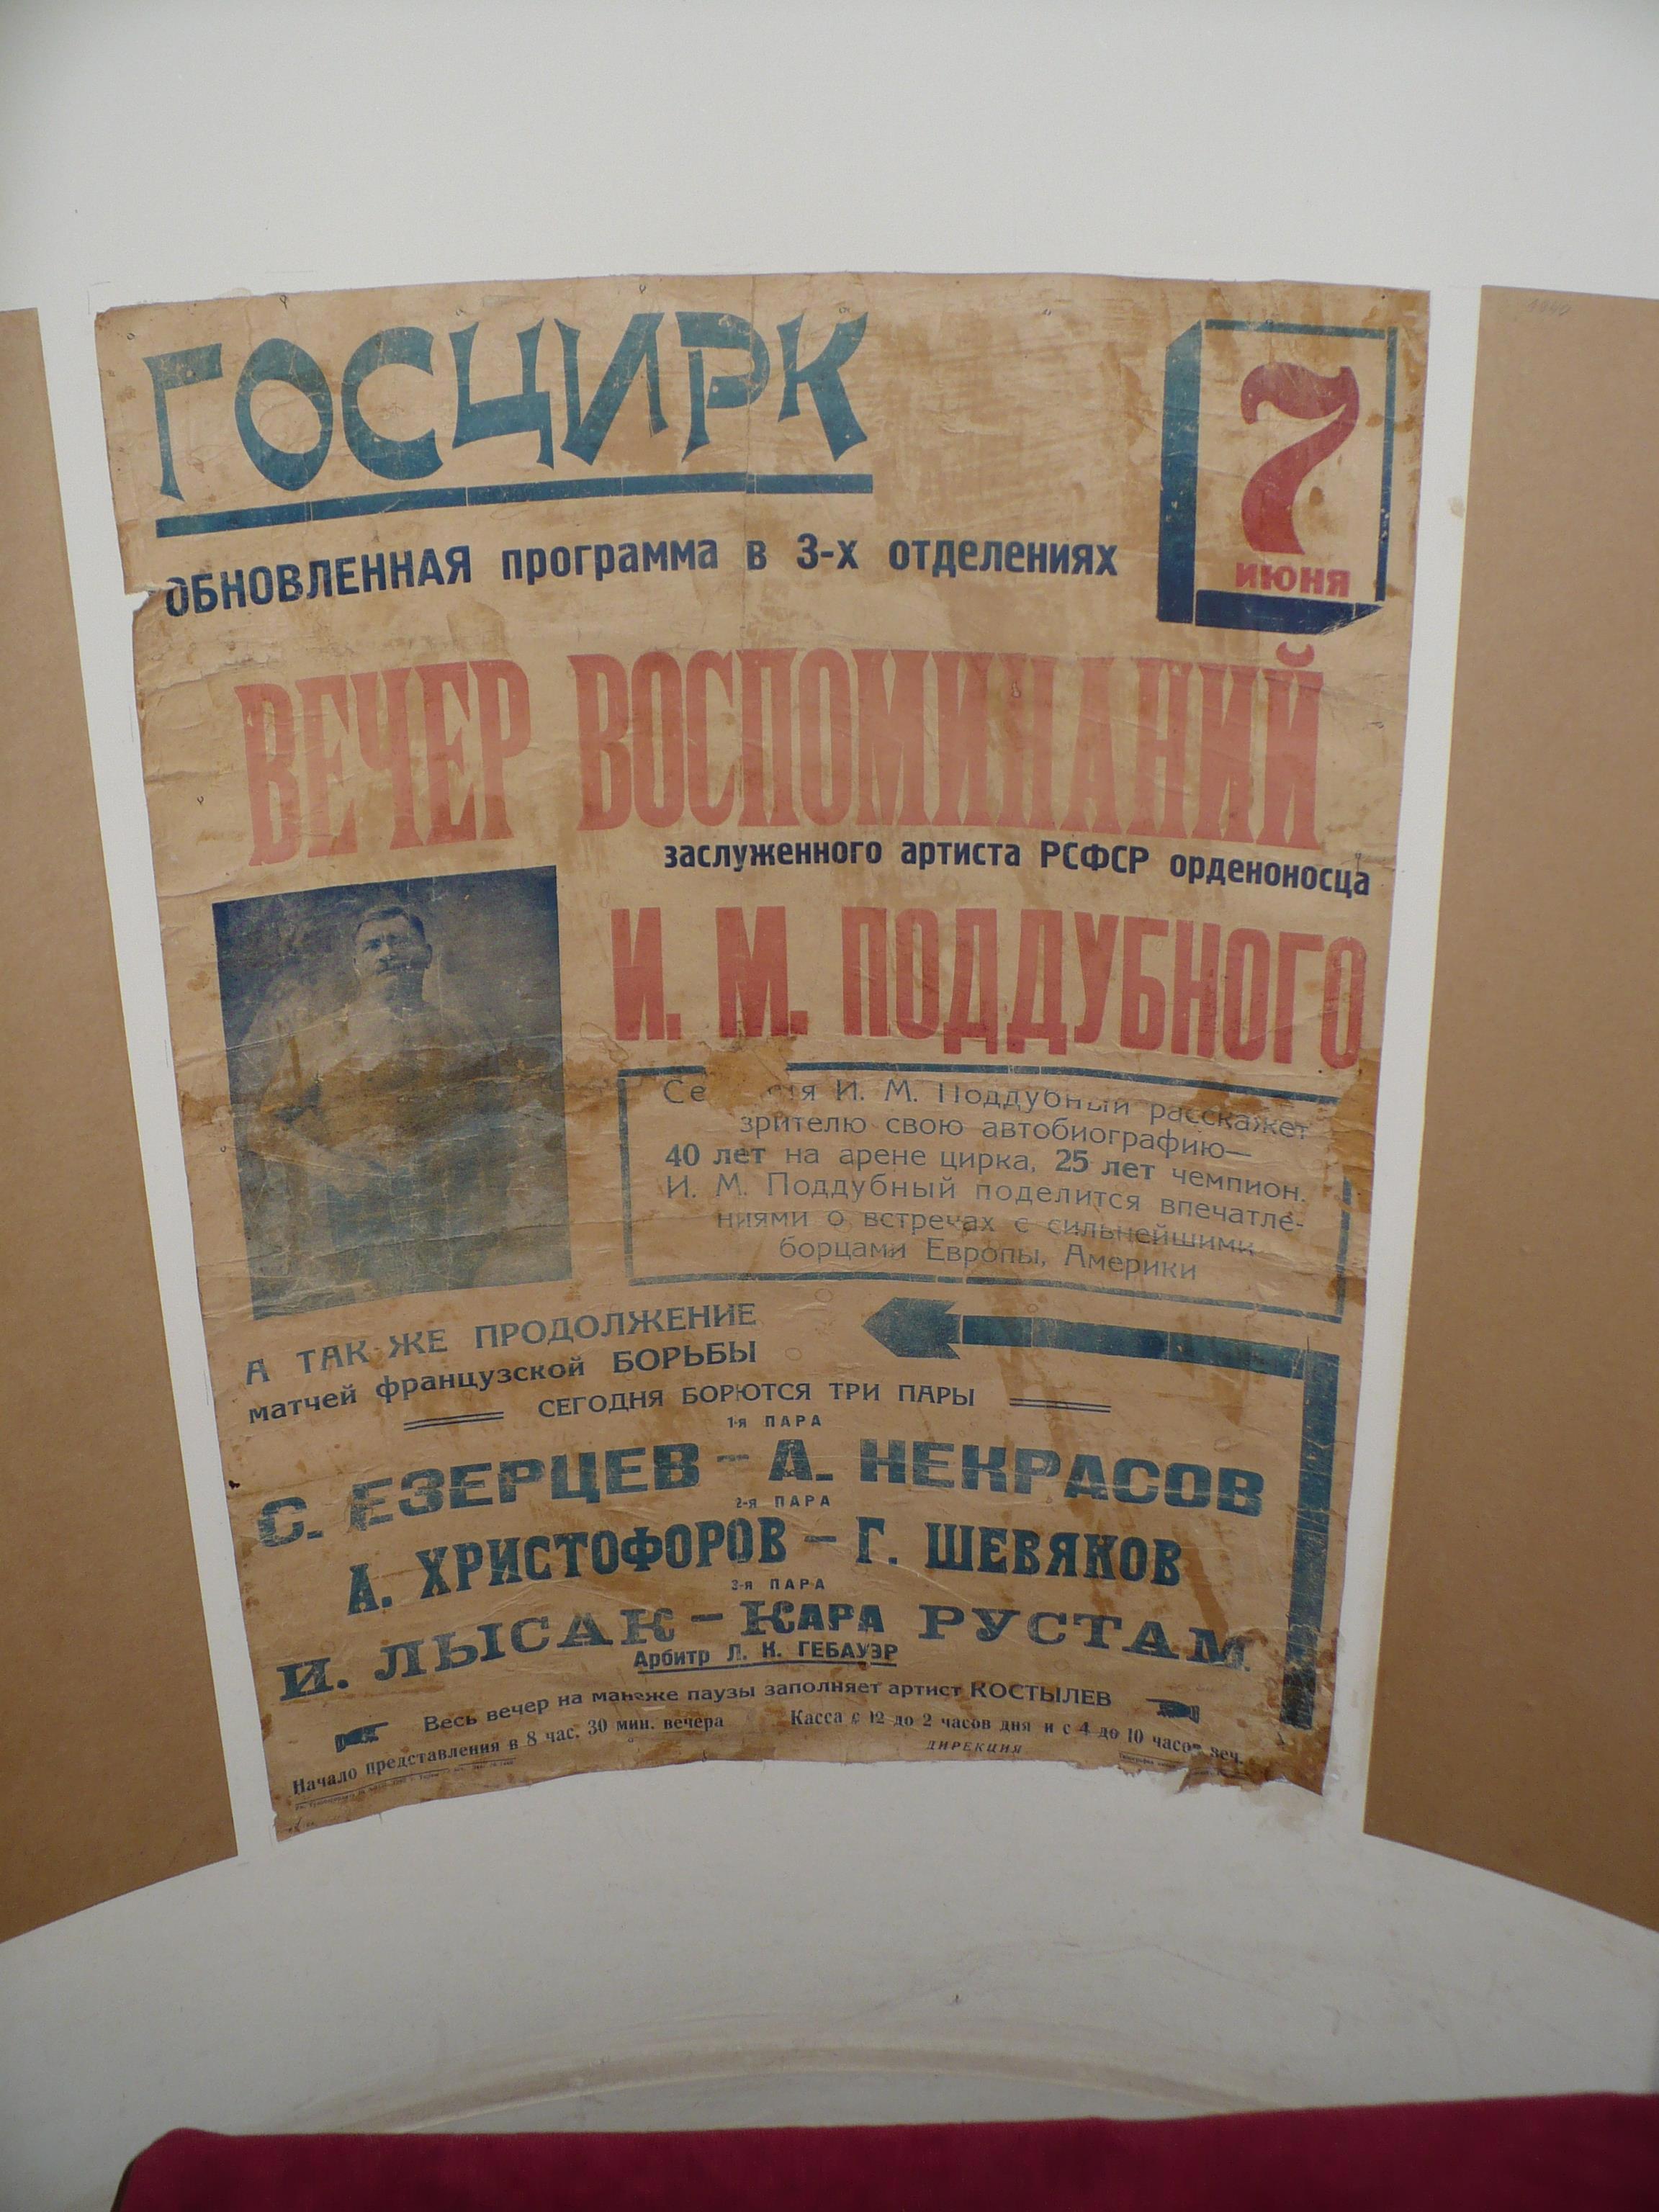 ГОСЦИРК
7
ИЮНЯ
ОБНОВЛЕННАЯ программа в 3-х отделениях
ВЕЧЕР ВОСПОМИНАНИЙ
заслуженного артиста РСФСР орденоносца
И. М. ПОДДУБНОГО
И. М. Поддубный расскажет
зрителю свою автобиографию—
40 лет на арене цирка, 25 лет чемпион.
И. М. Поддубный поделится впечатле-
ниями о встречах с сильнейшими
борцами Европы, Америки
А ТАК-ЖЕ ПРОДОЛЖЕНИЕ
матчей французской БОРЬБЫ
СЕГОДНЯ БОРЮТСЯ ТРИ ПАРЫ
1-я ПАРА
С. ЕЗЕРЦЕВ – А. НЕКРАСОВ
2-я ПАРА
А. ХРИСТОФОРОВ – Г. ШЕВЯКОВ
3-я ПАРА
И. ЛЫСАК – КАРА РУСТАМ
Арбитр Л. К. ГЕБАУЭР
Весь вечер на манеже паузы заполняет артист КОСТЫЛЕВ
Начало представления в 8 час. 30 мин. вечера
Касса с 12 до 2 часов дня и с 4 до 10 часов веч.
ДИРЕКЦИЯ